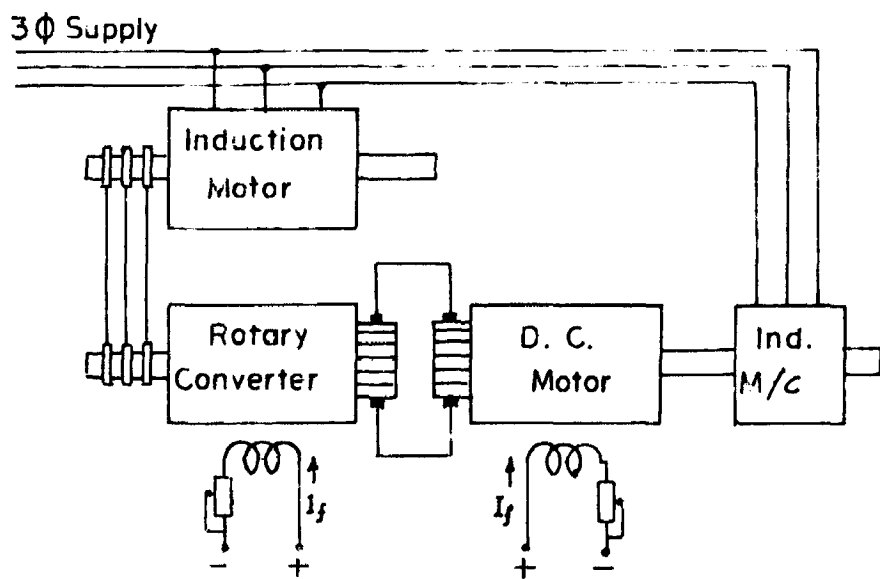 3Φ Supply
Induction
Motor
Rotary
Converter
D. C.
Motor
Ind.
M/C
I_f
I_f
- +
+ -